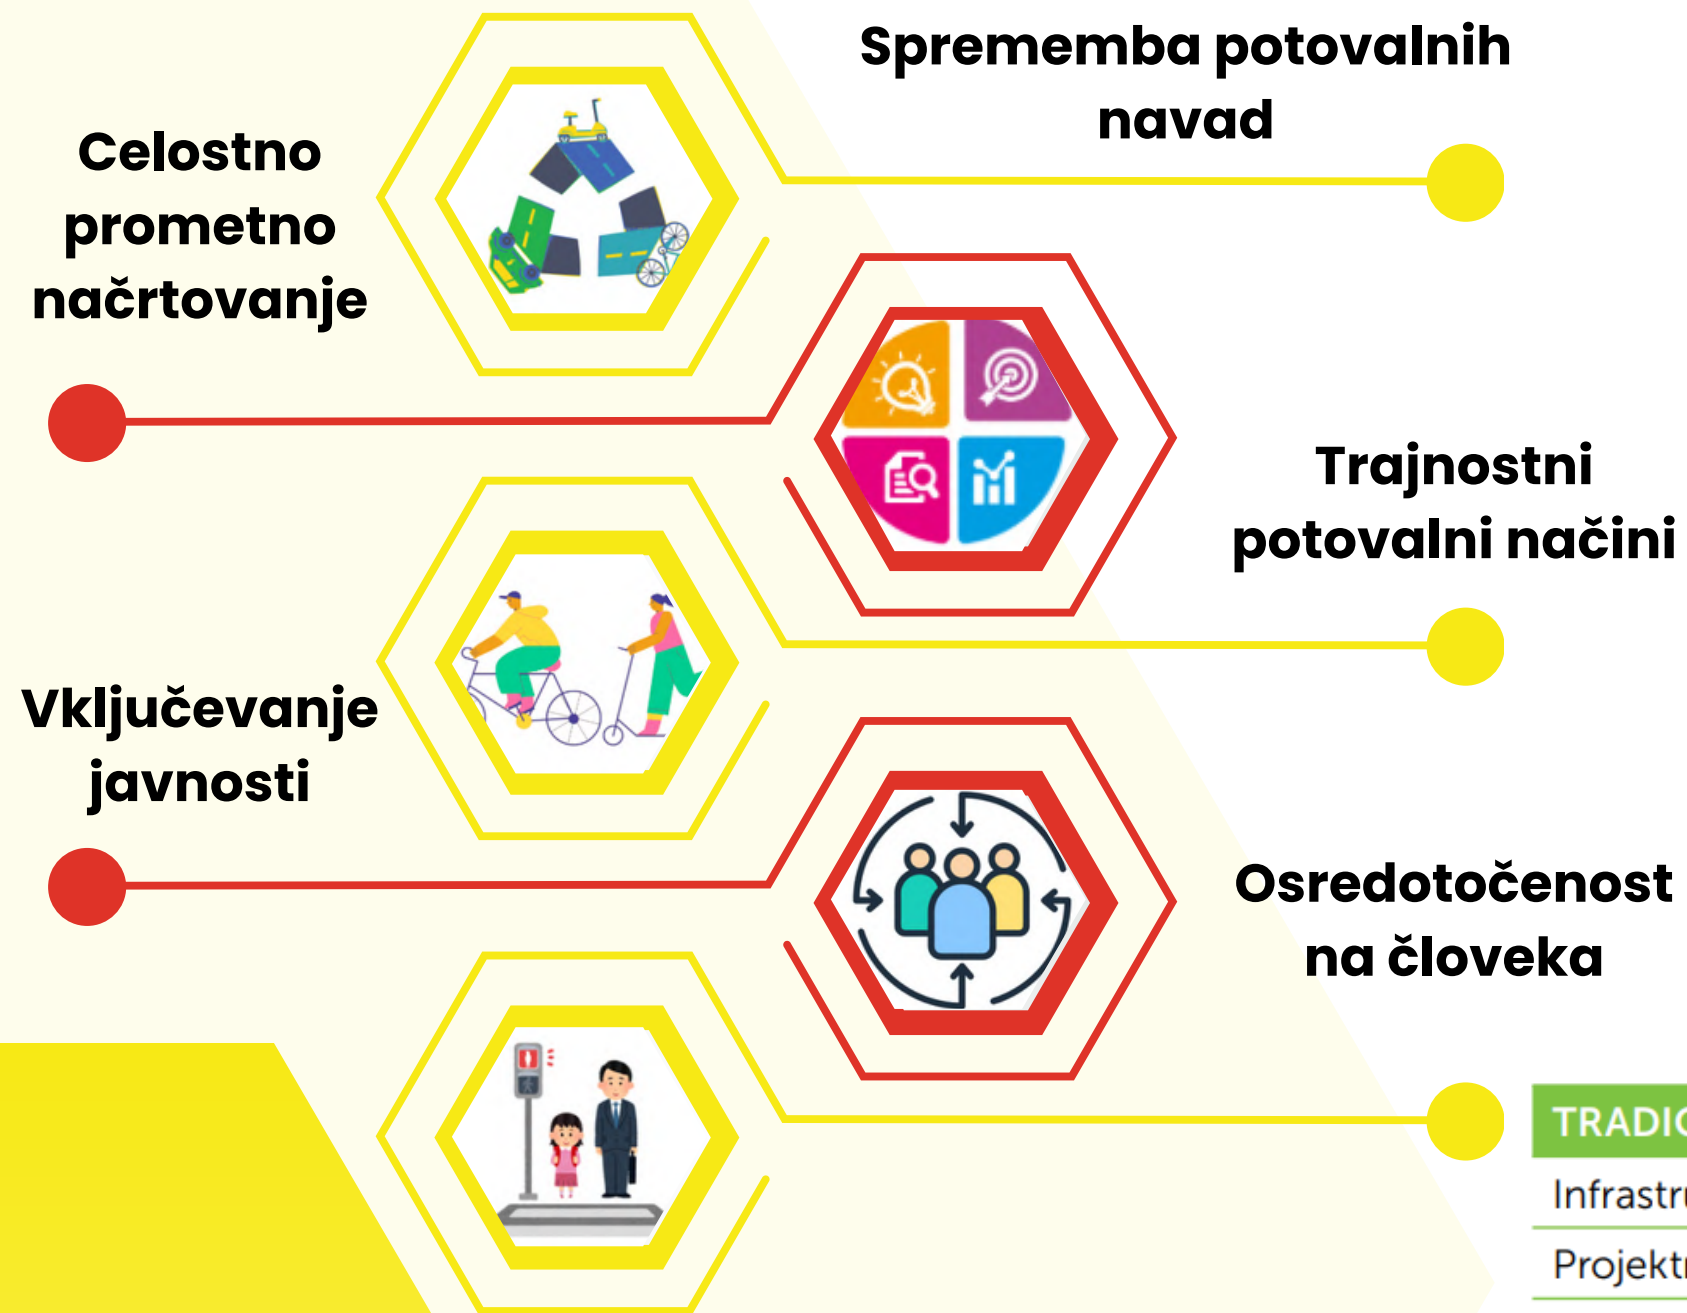 Sprememba potovalnih
navad
Celostno
prometno
načrtovanje
Trajnostni
potovalni načini
Vključevanje
javnosti
Osredotočenost
na človeka